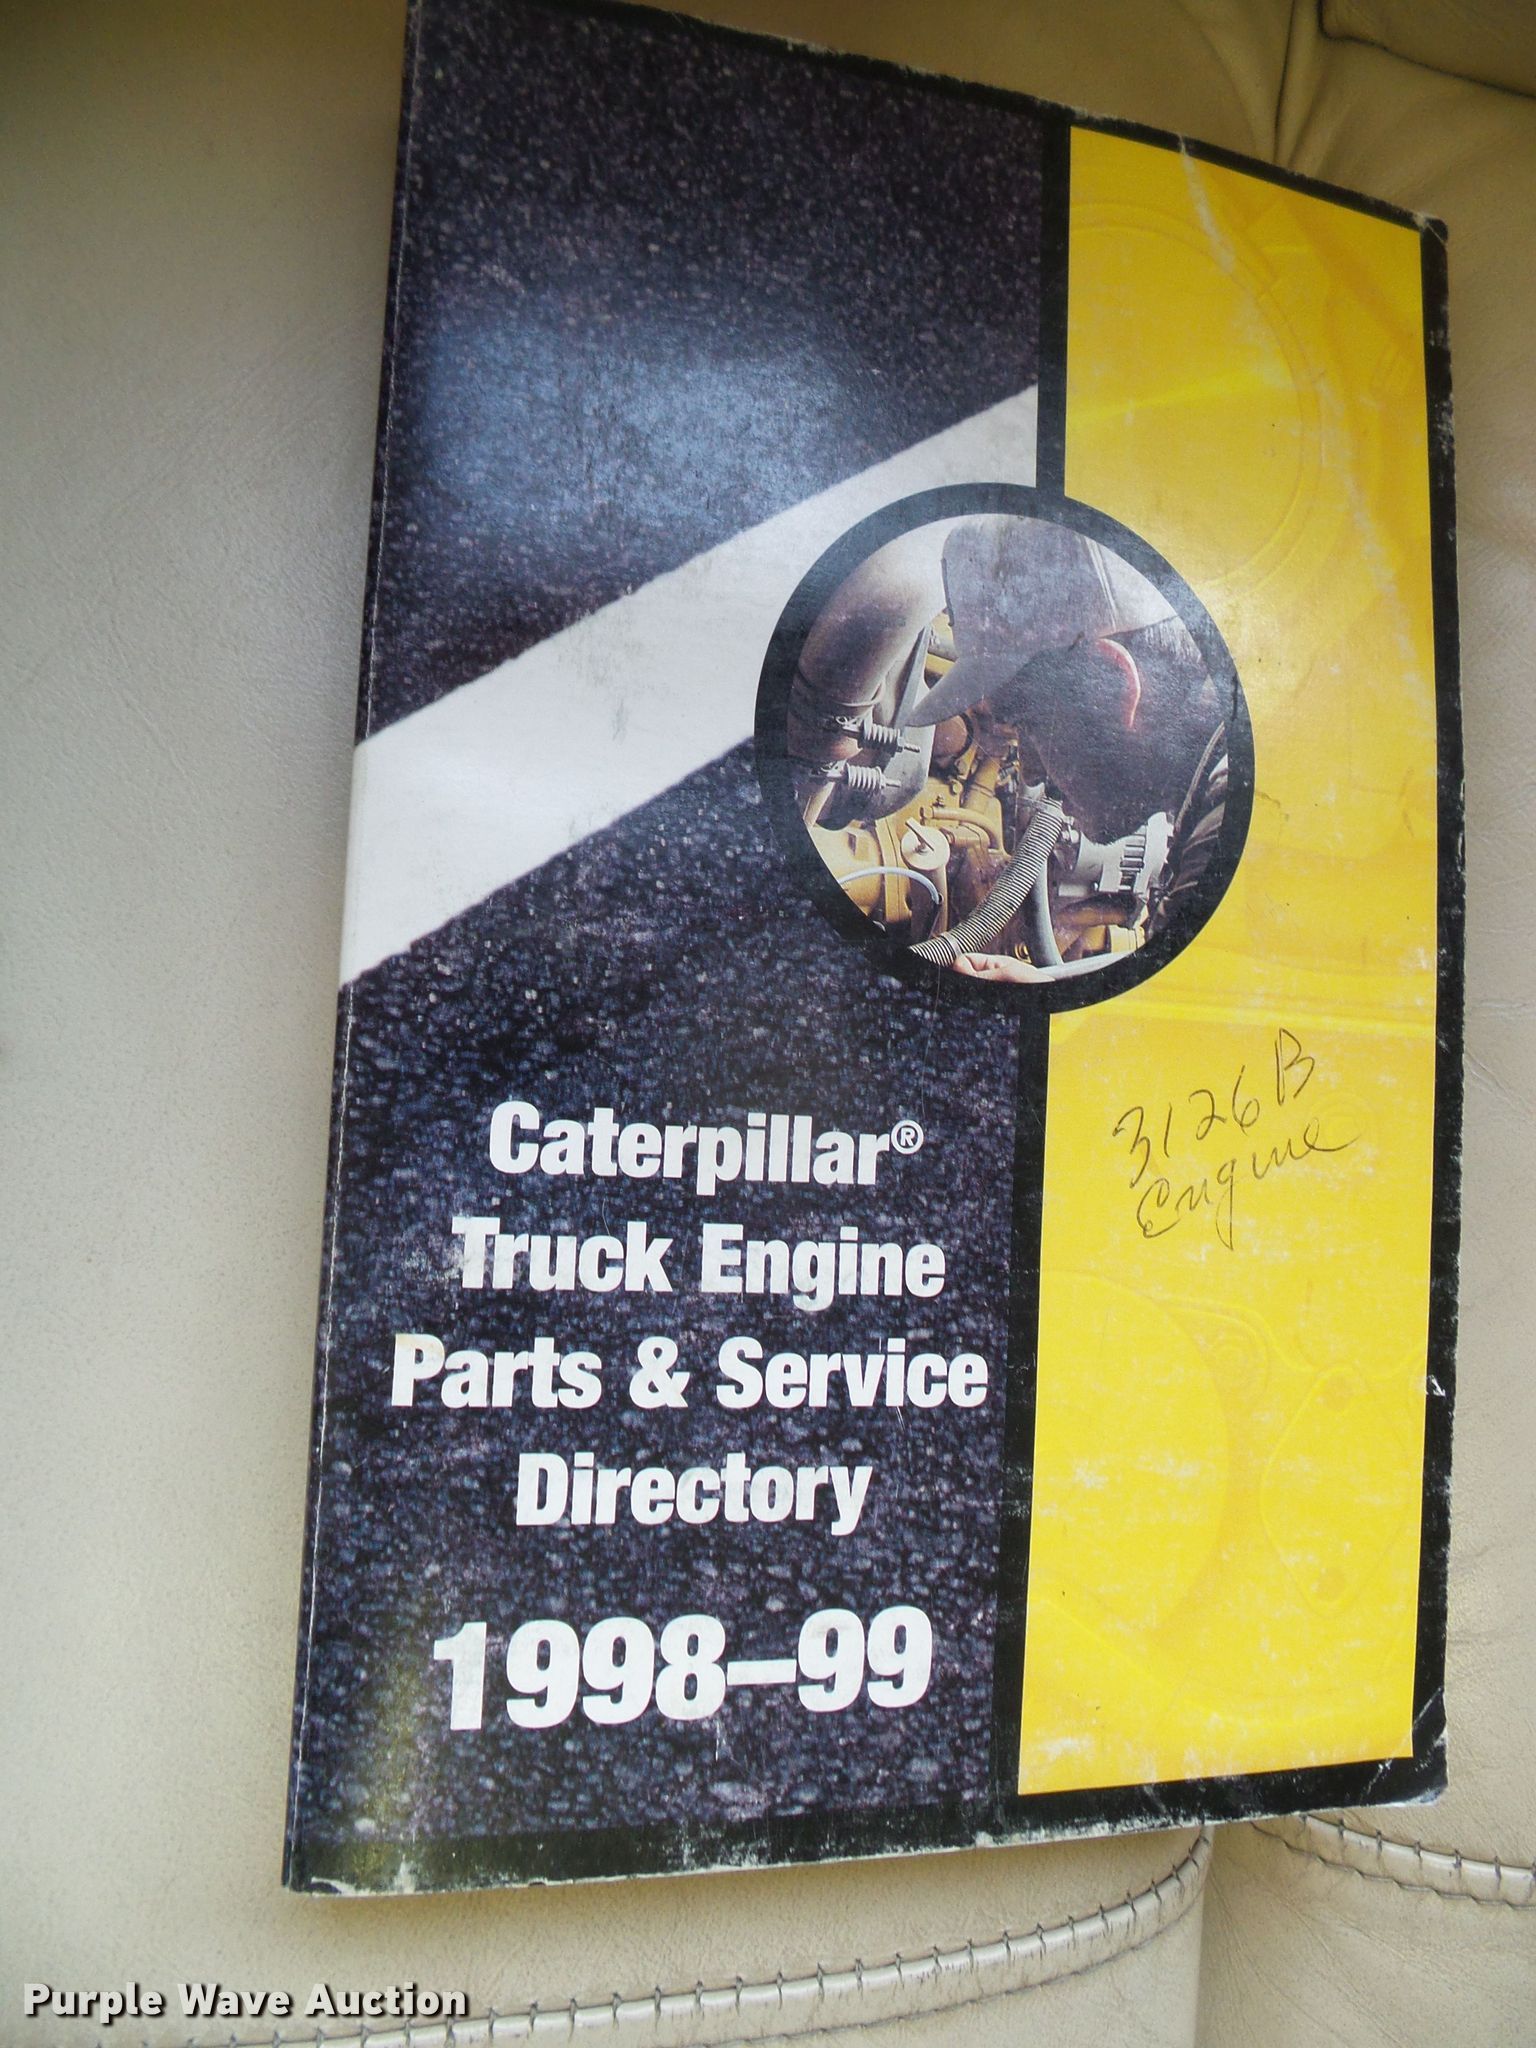 3126B
Engine
Caterpillar®
Truck Engine
Parts & Service
Directory
1998–99
Purple Wave Auction